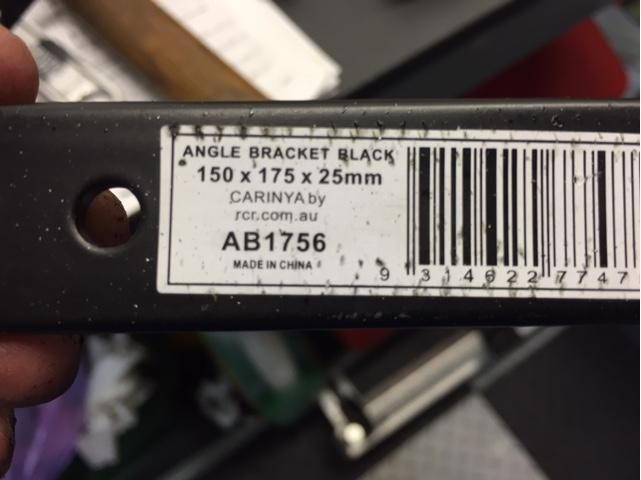 ANGLE BRACKET BLACK
150 x 175 x 25mm
CARINYA by
rcr.com.au
AB1756
MADE IN CHINA
9 314622 7747